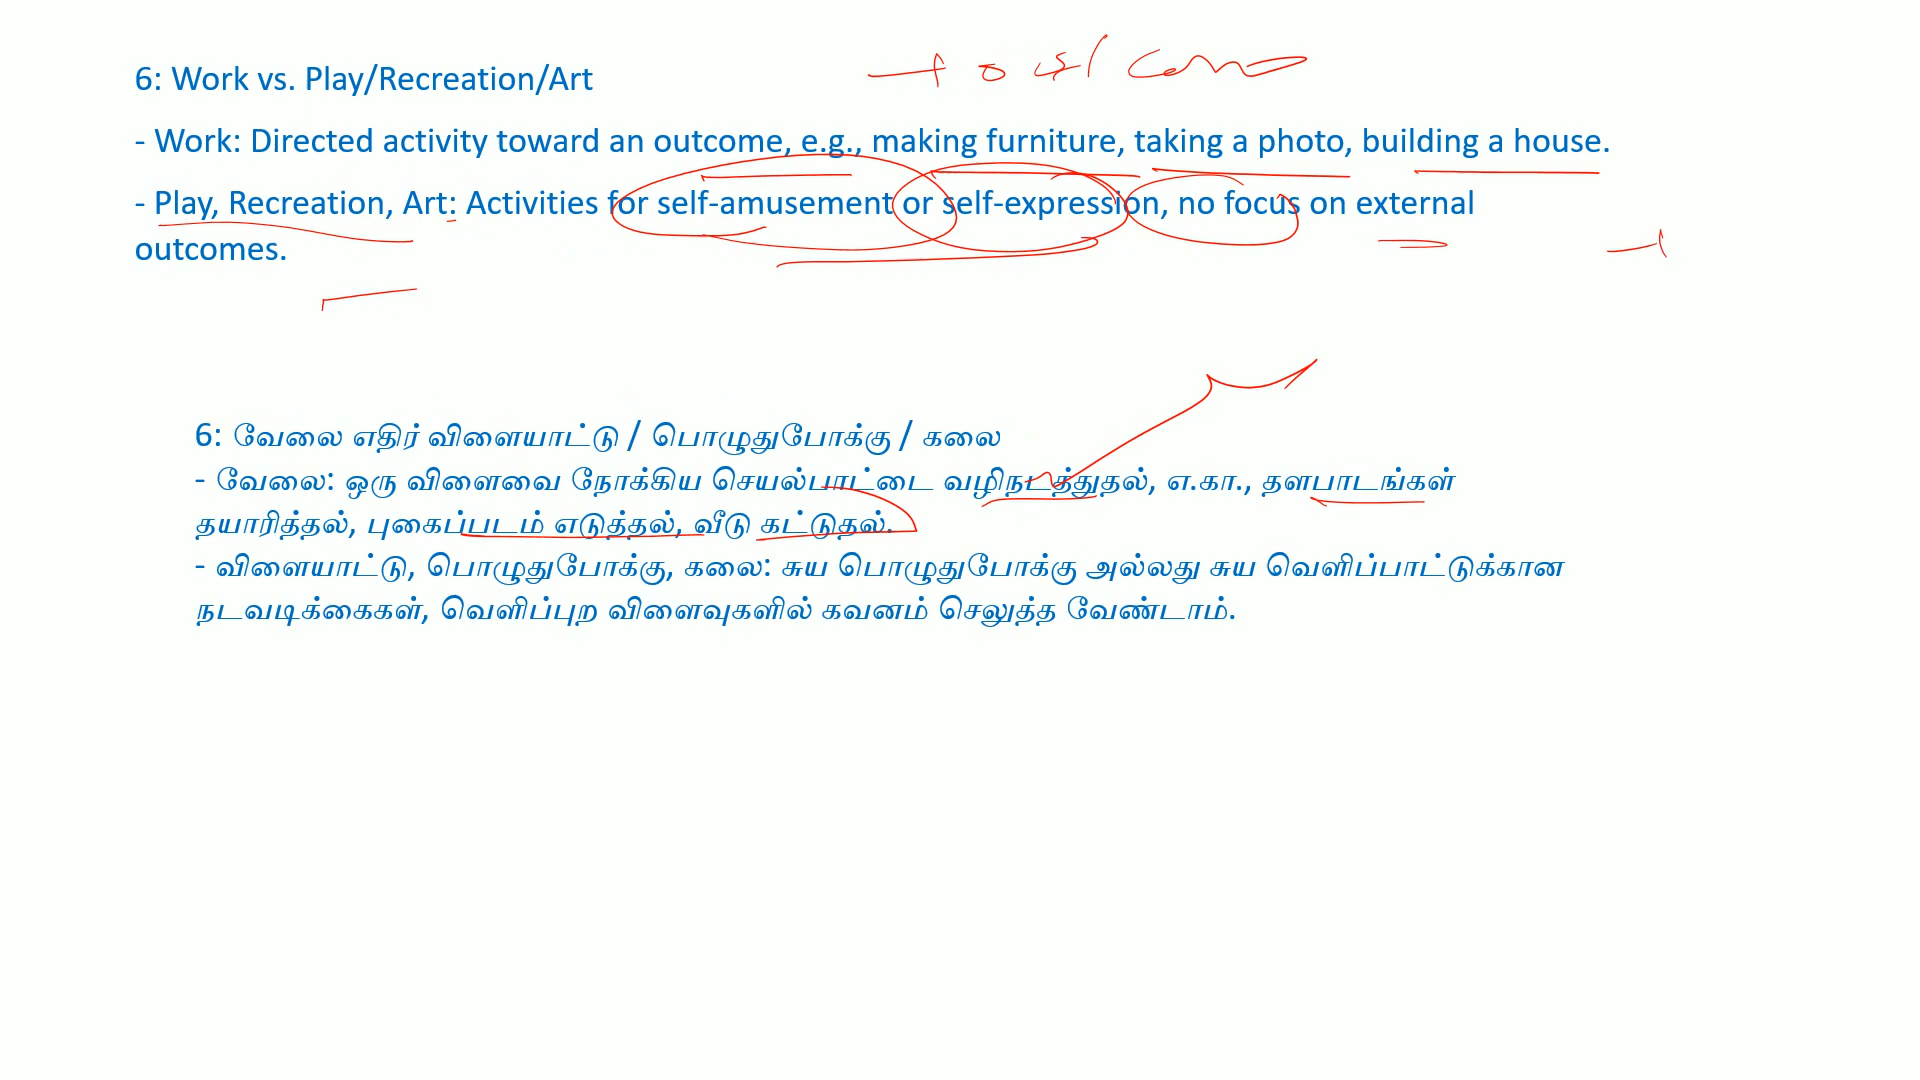 6: Work vs. Play/Recreation/Art
- Work: Directed activity toward an outcome, e.g., making furniture, taking a photo, building a house.
- Play, Recreation, Art: Activities for self-amusement or self-expression, no focus on external
outcomes.
6: வேலை எதிர் விளையாட்டு / பொழுதுபோக்கு / கலை
- வேலை: ஒரு விளைவை நோக்கிய செயல்பாட்டை வழிநடத்துதல், எ.கா., தளபாடங்கள்
தயாரித்தல், புகைப்படம் எடுத்தல், வீடு கட்டுதல்.
- விளையாட்டு, பொழுதுபோக்கு, கலை: சுய பொழுதுபோக்கு அல்லது சுய வெளிப்பாட்டுக்கான
நடவடிக்கைகள், வெளிப்புற விளைவுகளில் கவனம் செலுத்த வேண்டாம்.